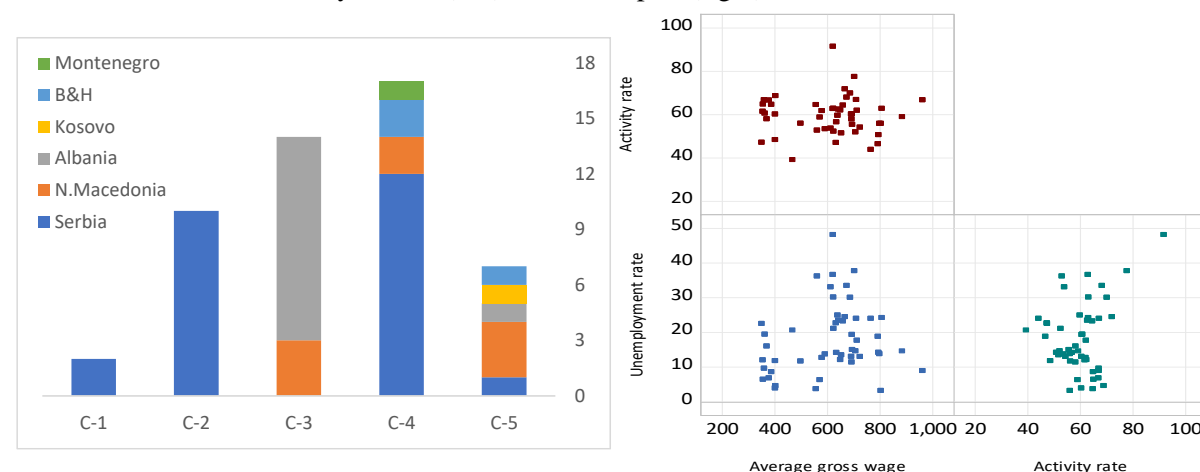 Montenegro
B&H
Kosovo
Albania
N.Macedonia
Serbia
18
15
12
9
6
3
0
C-1 C-2 C-3 C-4 C-5
Activity rate
100
80
60
40
20
Unemployment rate
50
40
30
20
10
0
200 400 600 800 1,000 20 40 60 80 100
Average gross wage Activity rate